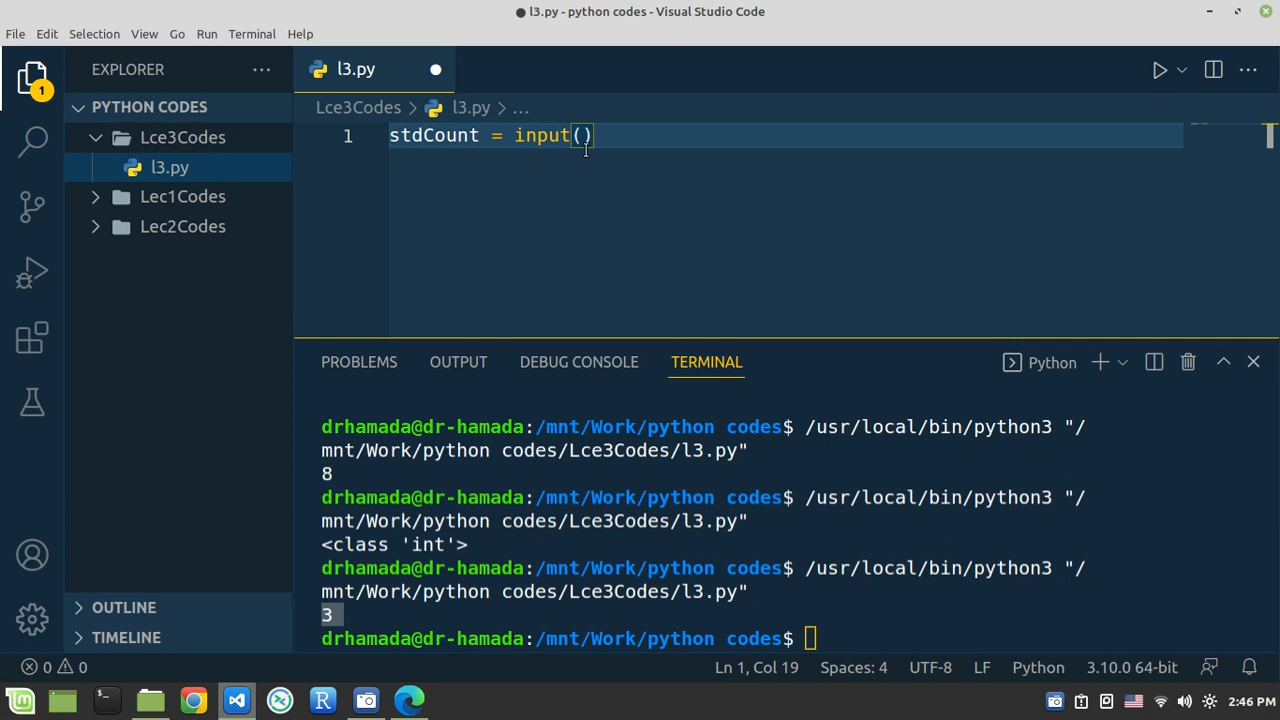 ● l3.py - python codes - Visual Studio Code
File Edit Selection View Go Run Terminal Help
1
EXPLORER ...
l3.py ●
PYTHON CODES
Lce3Codes > l3.py > ...
Lce3Codes
1 stdCount = input()
l3.py
Lec1Codes
Lec2Codes
PROBLEMS OUTPUT DEBUG CONSOLE TERMINAL
Python
drhamada@dr-hamada:/mnt/Work/python codes$ /usr/local/bin/python3 "/
mnt/Work/python codes/Lce3Codes/l3.py"
8
drhamada@dr-hamada:/mnt/Work/python codes$ /usr/local/bin/python3 "/
mnt/Work/python codes/Lce3Codes/l3.py"
<class 'int'>
drhamada@dr-hamada:/mnt/Work/python codes$ /usr/local/bin/python3 "/
mnt/Work/python codes/Lce3Codes/l3.py"
3
drhamada@dr-hamada:/mnt/Work/python codes$
OUTLINE
TIMELINE
0 0
Ln 1, Col 19 Spaces: 4 UTF-8 LF Python 3.10.0 64-bit
R
2:46 PM